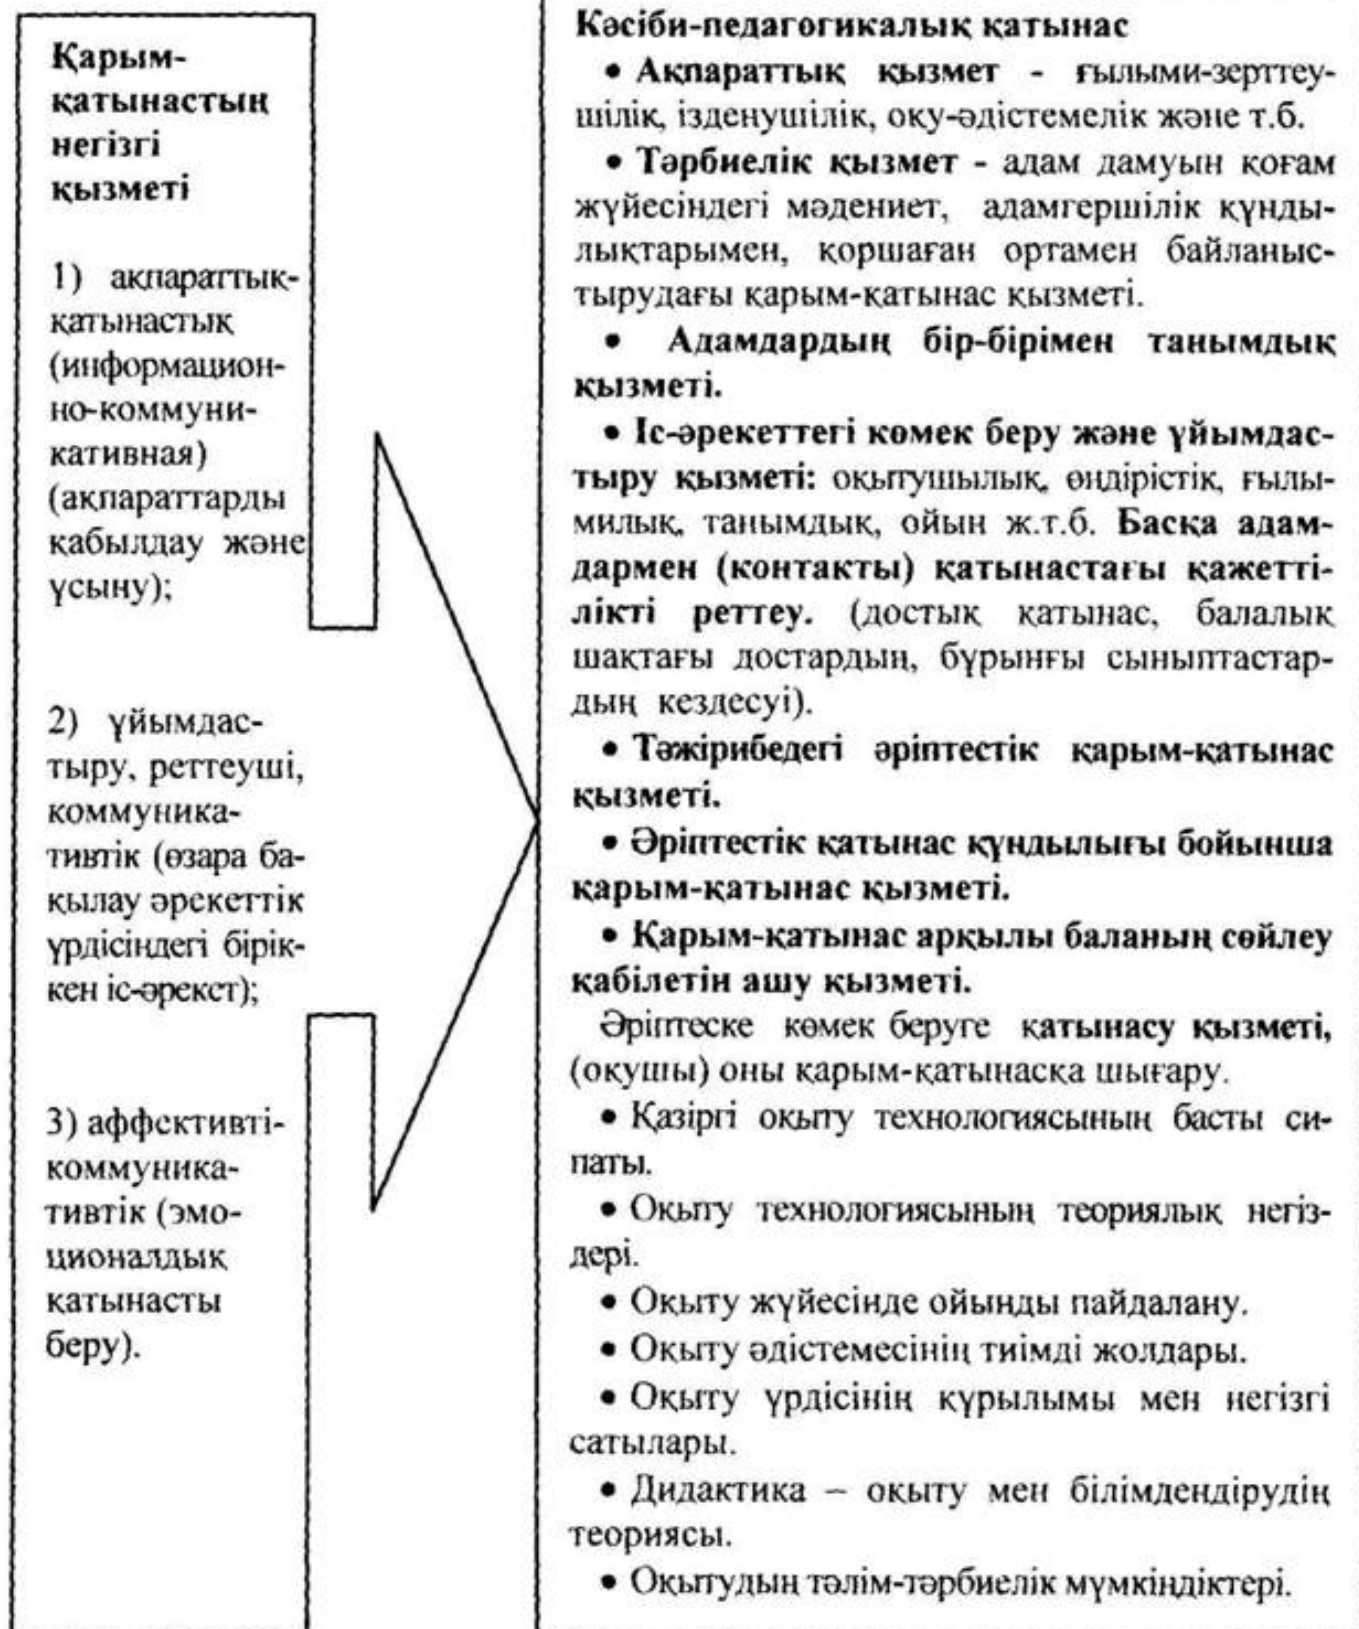 Қарым-
қатынастың
негізгі
қызметі
1) ақпараттық-
қатынастық
(информацион-
но-коммуни-
кативная)
(ақпараттарды
қабылдау және
ұсыну);
2) ұйымдас-
тыру, реттеуші,
коммуника-
тивтік (өзара ба-
қылау әрекеттік
үрдісіндегі бірік-
кен іс-әрекет);
3) аффективті-
коммуника-
тивтік (эмо-
ционалдық
қатынасты
беру).
Кәсіби-педагогикалық қатынас
• Ақпараттық қызмет - ғылыми-зерттеу-
шілік, ізденушілік, оқу-әдістемелік және т.б.
• Тәрбиелік қызмет - адам дамуын қоғам
жүйесіндегі мәдениет, адамгершілік құнды-
лықтарымен, қоршаған ортамен байланыс-
тырудағы қарым-қатынас қызметі.
• Адамдардың бір-бірімен танымдық
қызметі.
• Іс-әрекеттегі көмек беру және ұйымдас-
тыру қызметі: оқытушылық, өндірістік, ғылы-
милық, танымдық, ойын ж.т.б. Басқа адам-
дармен (контакты) қатынастағы қажетті-
лікті реттеу. (достық қатынас, балалық
шақтағы достардың, бұрынғы сыныптастар-
дың кездесуі).
• Тәжірибедегі әріптестік қарым-қатынас
қызметі.
• Әріптестік қатынас құндылығы бойынша
қарым-қатынас қызметі.
• Қарым-қатынас арқылы баланың сөйлеу
қабілетін ашу қызметі.
Әріптеске көмек беруге қатынасу қызметі,
(оқушы) оны қарым-қатынасқа шығару.
• Қазіргі оқыту технологиясының басты си-
паты.
• Оқыту технологиясының теориялық негіз-
дері.
• Оқыту жүйесінде ойынды пайдалану.
• Оқыту әдістемесінің тиімді жолдары.
• Оқыту үрдісінің құрылымы мен негізгі
сатылары.
• Дидактика – оқыту мен білімдендірудің
теориясы.
• Оқытудың тәлім-тәрбиелік мүмкіндіктері.